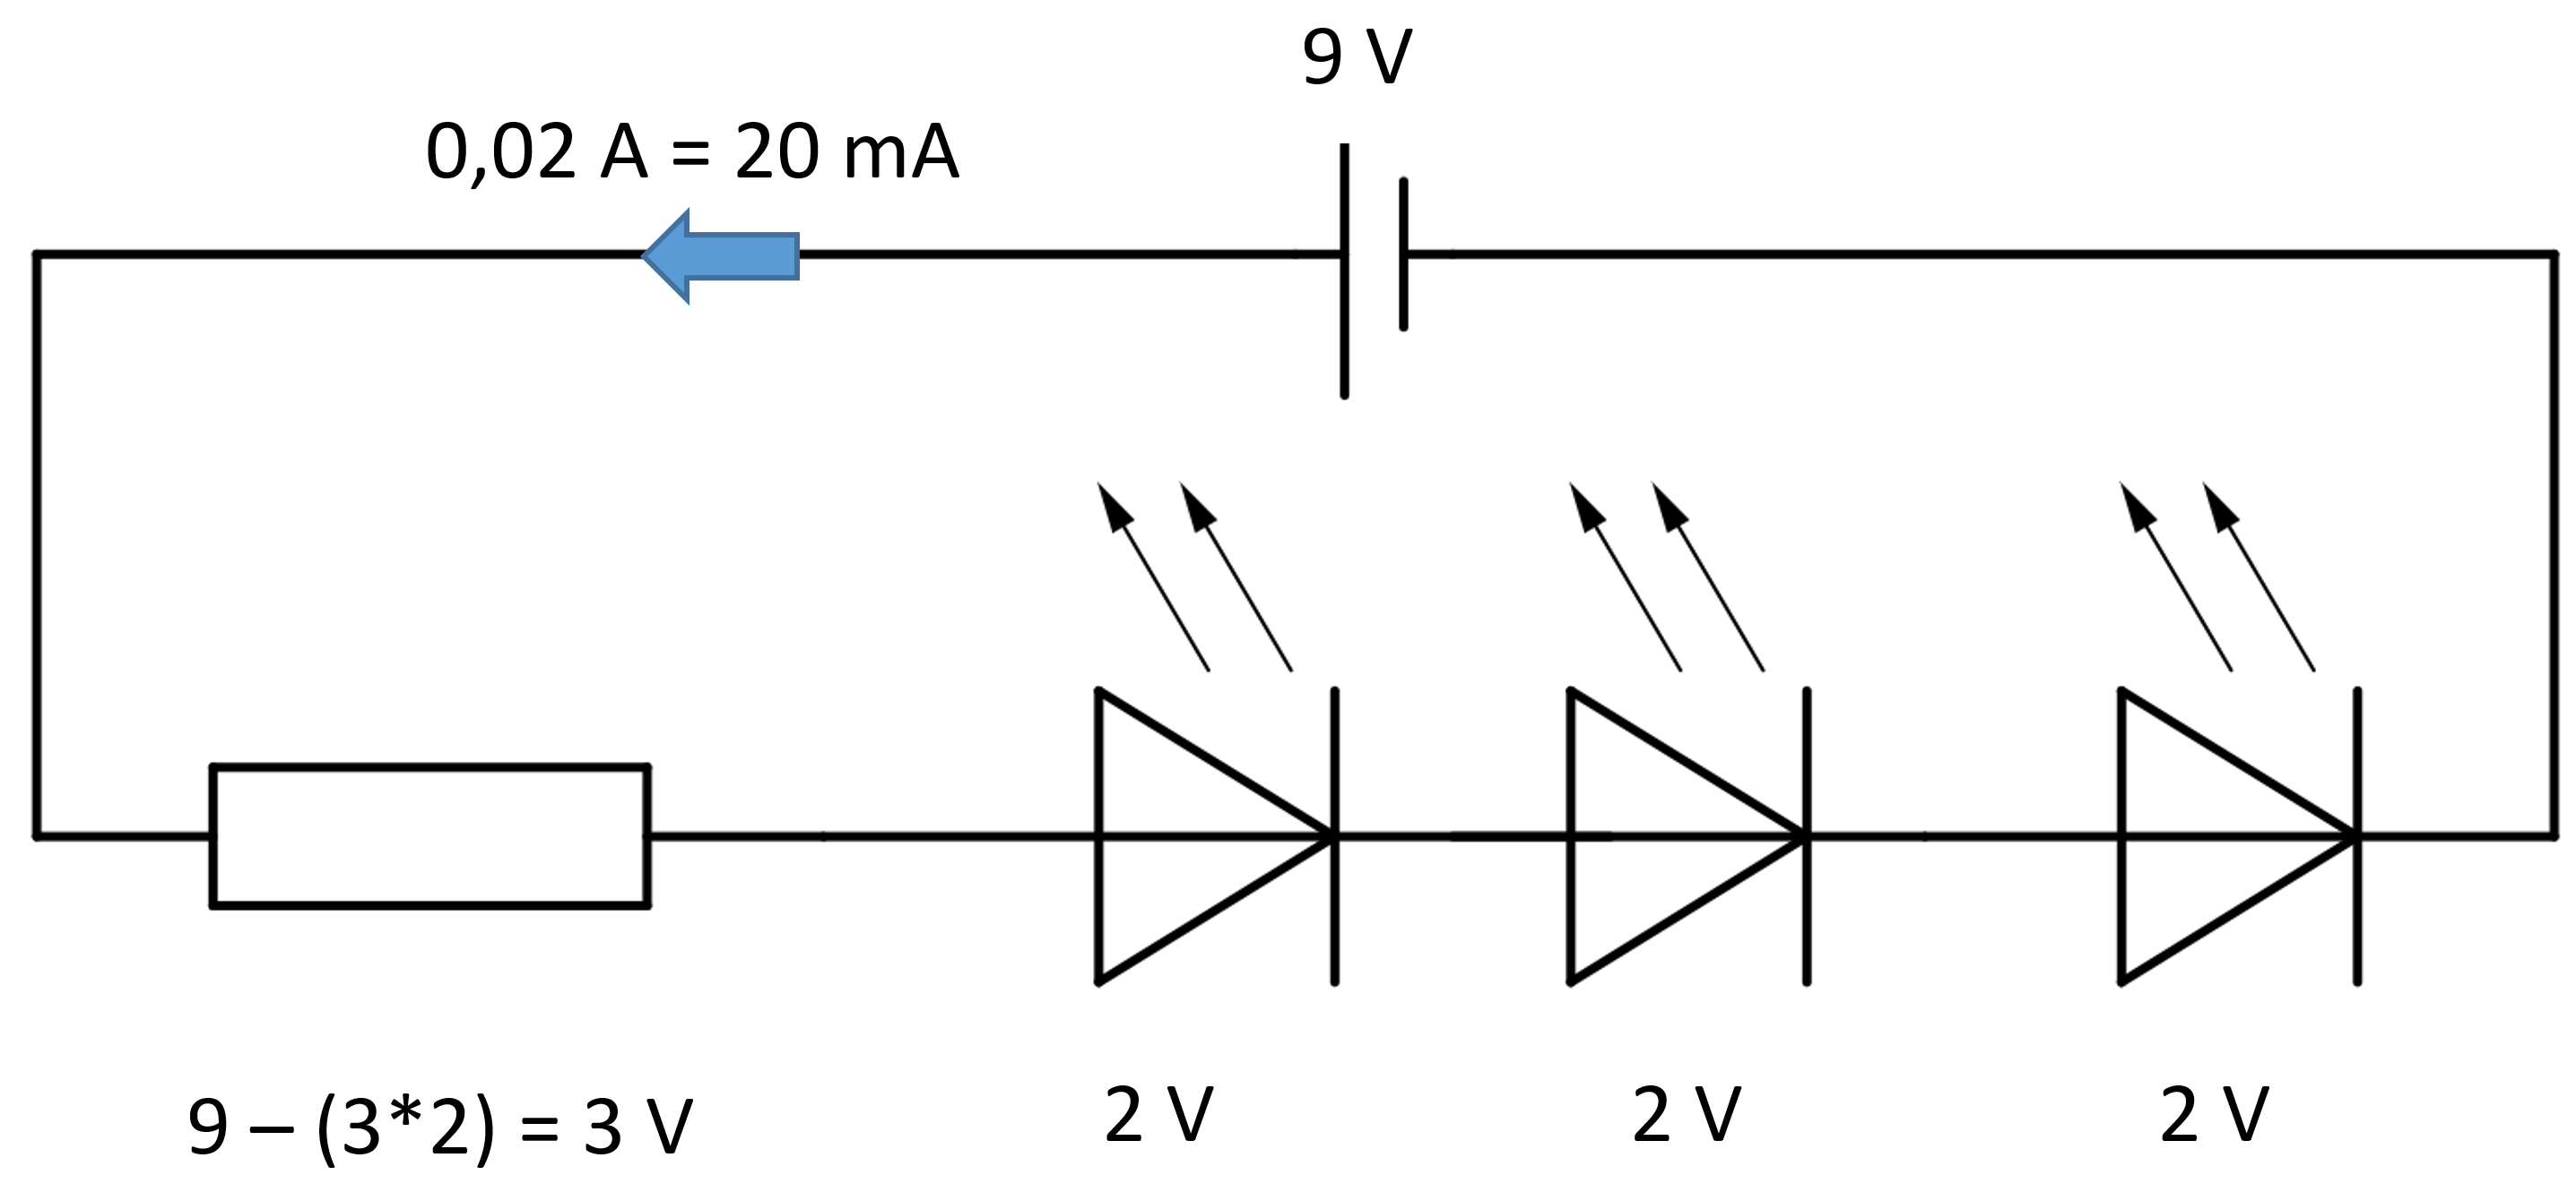 9 V
0,02 A = 20 mA
9 – (3*2) = 3 V
2 V
2 V
2 V